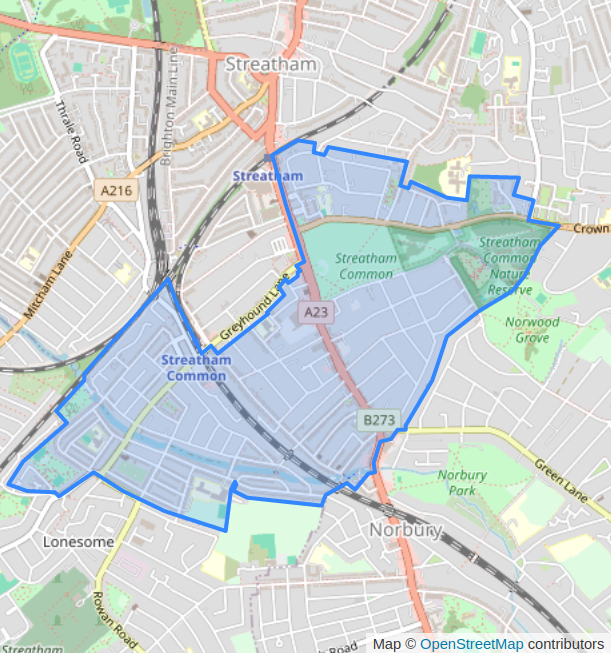 Streatham
Brighton Main Line
Thrale Road
Streatham
A216
Crown
Mitcham Lane
Streatham
Common
Streatham
Common
Nature
Reserve
Greyhound Lane
A23
Norwood
Grove
Streatham
Common
B273
Green Lane
Norbury
Park
Norbury
Lonesome
Rowan Road
Streatham
k Road
Map © OpenStreetMap contributors